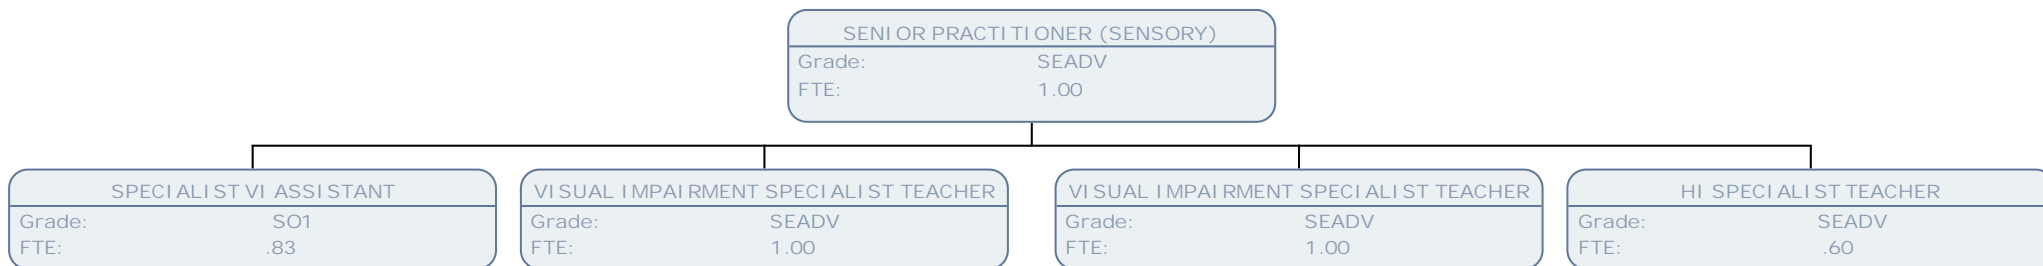 SENIOR PRACTITIONER (SENSORY)
Grade: SEADV
FTE: 1.00
SPECIALIST VI ASSISTANT
Grade: SO1
FTE: .83
VISUAL IMPAIRMENT SPECIALIST TEACHER
Grade: SEADV
FTE: 1.00
VISUAL IMPAIRMENT SPECIALIST TEACHER
Grade: SEADV
FTE: 1.00
HI SPECIALIST TEACHER
Grade: SEADV
FTE: .60